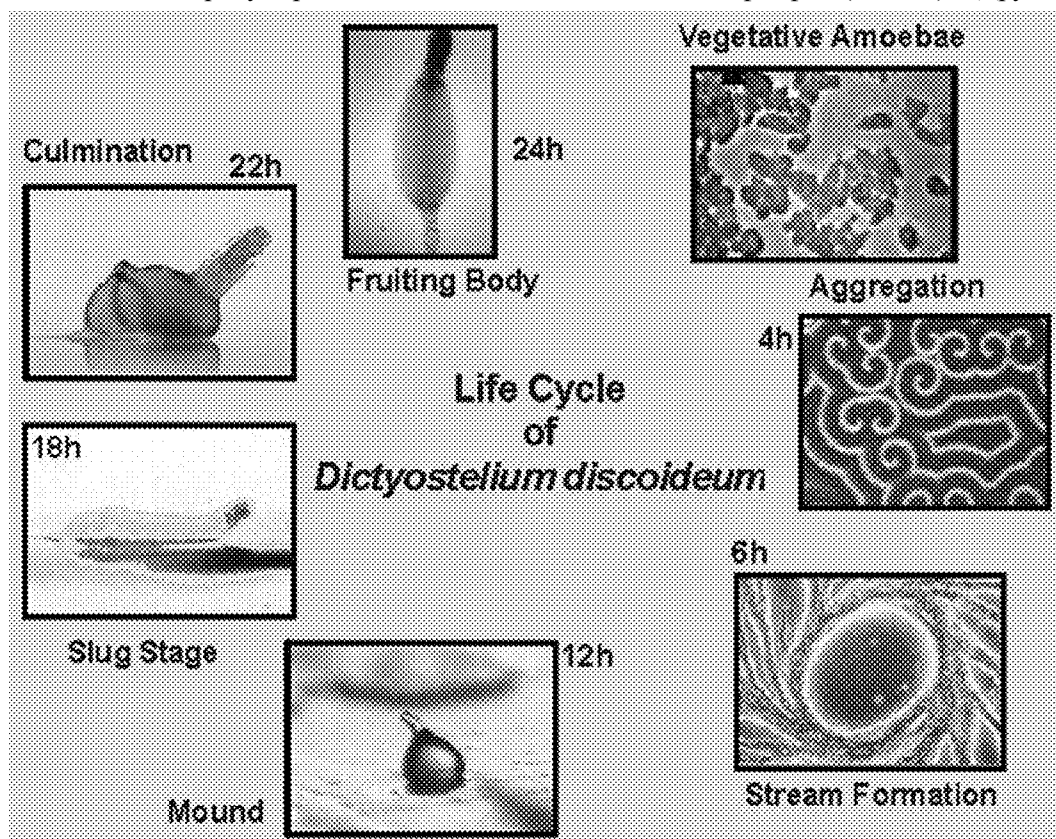 Vegetative Amoebae
Culmination
22h
24h
Fruiting Body
Aggregation
4h
Life Cycle
of
Dictyostelium discoideum
18h
6h
Slug Stage
12h
Mound
Stream Formation